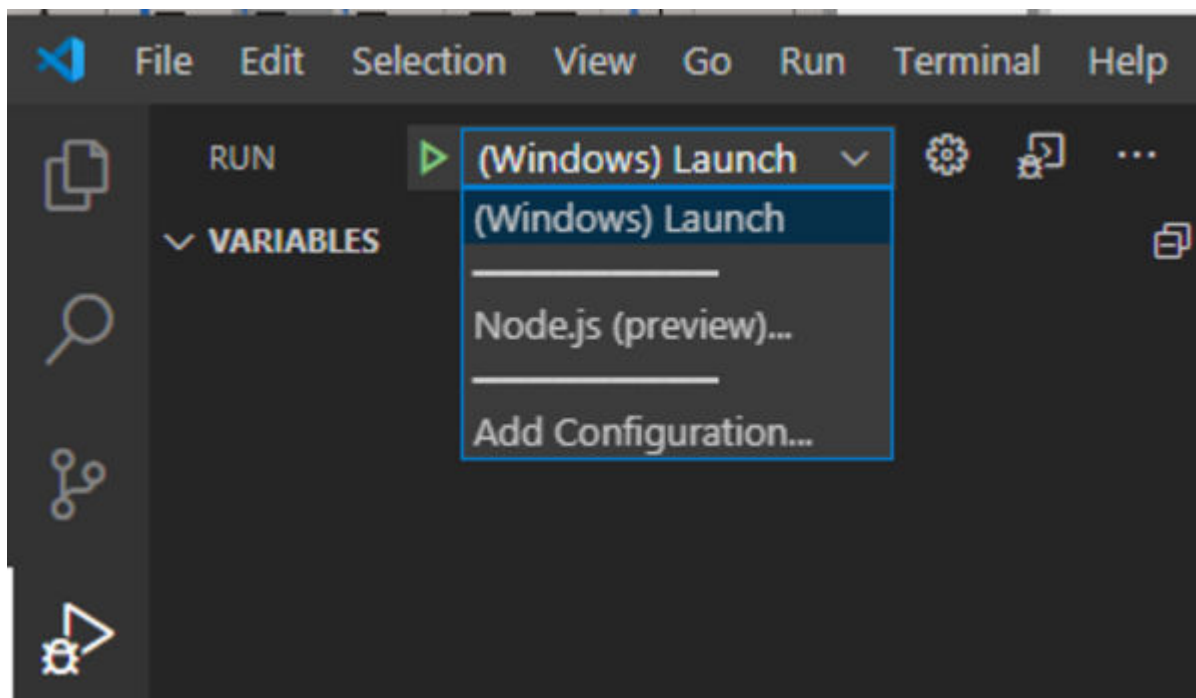 File Edit Selection View Go Run Terminal Help
RUN (Windows) Launch
(Windows) Launch
VARIABLES
Node.js (preview)...
Add Configuration...